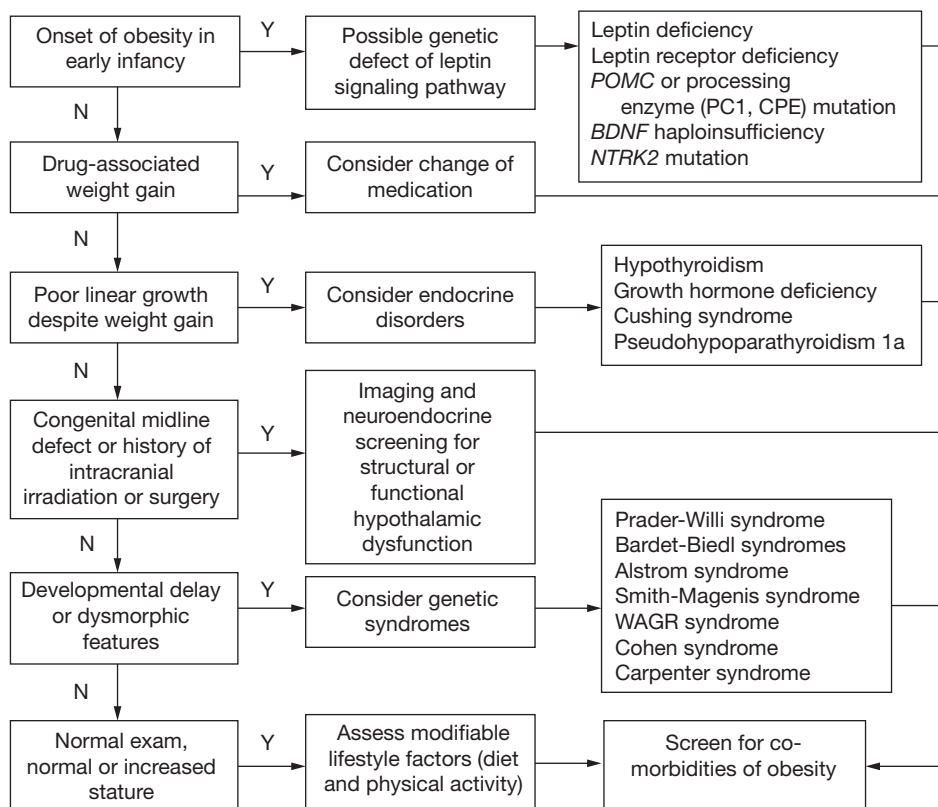 Onset of obesity in
early infancy
Y
Possible genetic
defect of leptin
signaling pathway
Leptin deficiency
Leptin receptor deficiency
POMC or processing
enzyme (PC1, CPE) mutation
BDNF haploinsufficiency
NTRK2 mutation
N
Drug-associated
weight gain
Y
Consider change of
medication
N
Poor linear growth
despite weight gain
Y
Consider endocrine
disorders
Hypothyroidism
Growth hormone deficiency
Cushing syndrome
Pseudohypoparathyroidism 1a
N
Congenital midline
defect or history of
intracranial
irradiation or surgery
Y
Imaging and
neuroendocrine
screening for
structural or
functional
hypothalamic
dysfunction
N
Developmental delay
or dysmorphic
features
Y
Consider genetic
syndromes
Prader-Willi syndrome
Bardet-Biedl syndromes
Alstrom syndrome
Smith-Magenis syndrome
WAGR syndrome
Cohen syndrome
Carpenter syndrome
N
Normal exam,
normal or increased
stature
Y
Assess modifiable
lifestyle factors (diet
and physical activity)
Screen for co-
morbidities of obesity